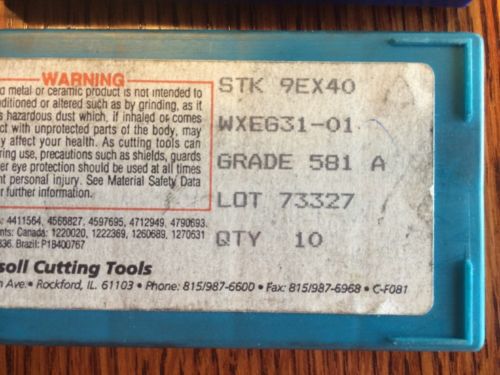 WARNING
metal or ceramic product is not intended to
ditioned or altered such as by grinding, as it
hazardous dust which, if inhaled or comes
ct with unprotected parts of the body, may
affect your health. As cutting tools can
ring use, precautions such as shields, guards
er eye protection should be used at all times
nt personal injury. See Material Safety Data
r further information.
4411564, 4566827, 4597695, 4712949, 4790693.
nts: Canada: 1220020, 1222369, 1260689, 1270631
836. Brazil: P18400767
soll Cutting Tools
n Ave. • Rockford, IL. 61103 • Phone: 815/987-6600 • Fax: 815/987-6968 • C-F081
STK 9EX40
WXEG31-01
GRADE 581 A
LOT 73327
QTY 10